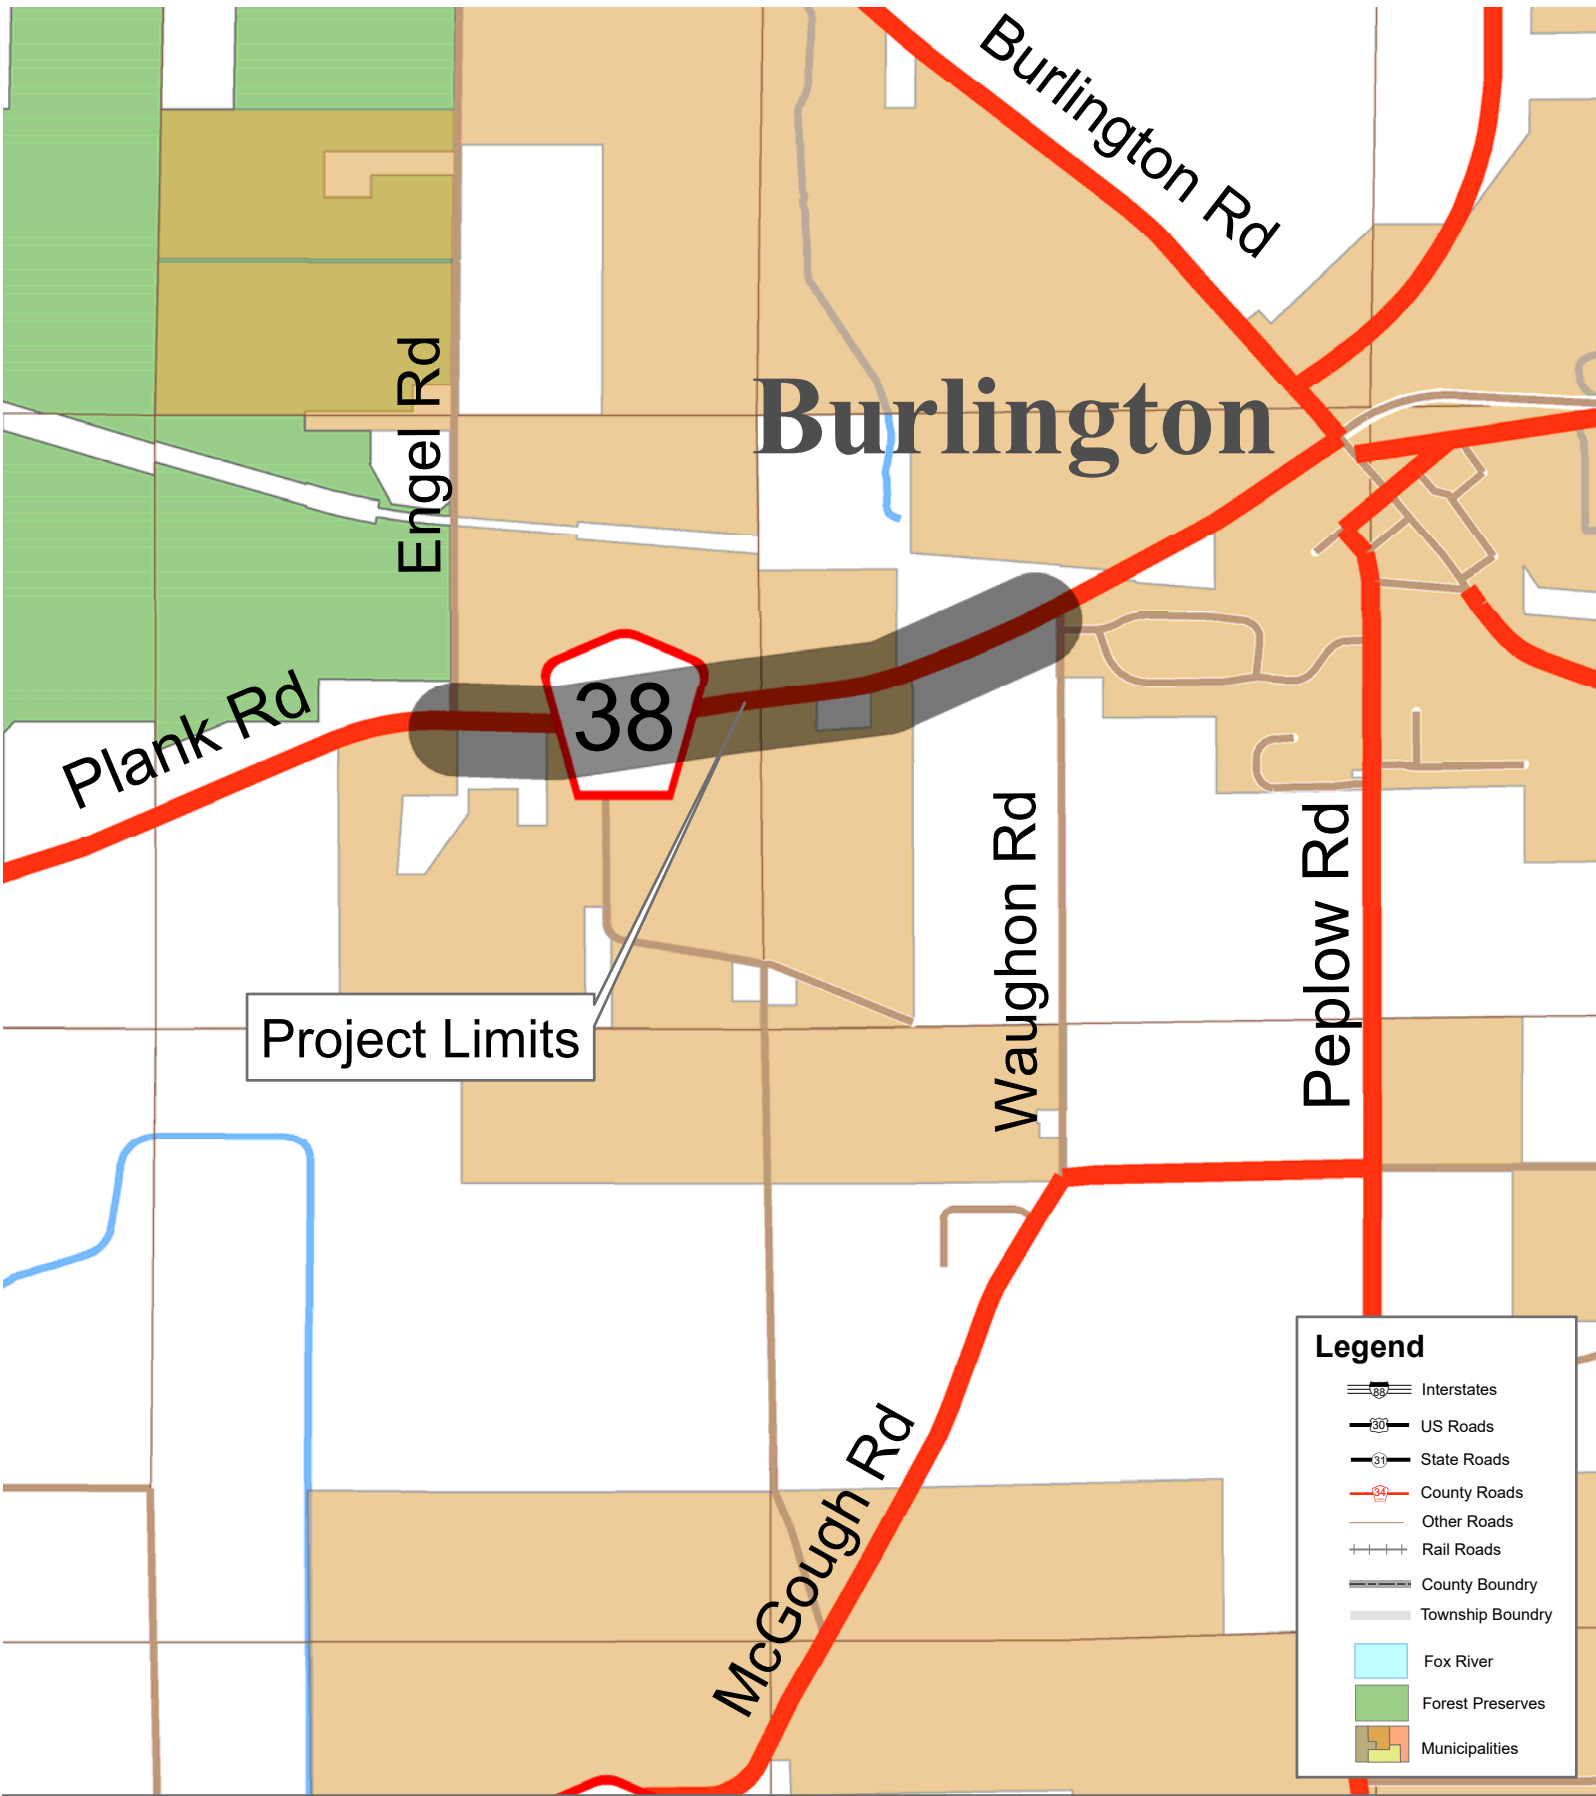 Burlington Rd
Engel Rd
Burlington
Plank Rd
38
Waughon Rd
Peplow Rd
Project Limits
McGough Rd
Legend
88 Interstates
30 US Roads
31 State Roads
34 County Roads
Other Roads
Rail Roads
County Boundry
Township Boundry
Fox River
Forest Preserves
Municipalities